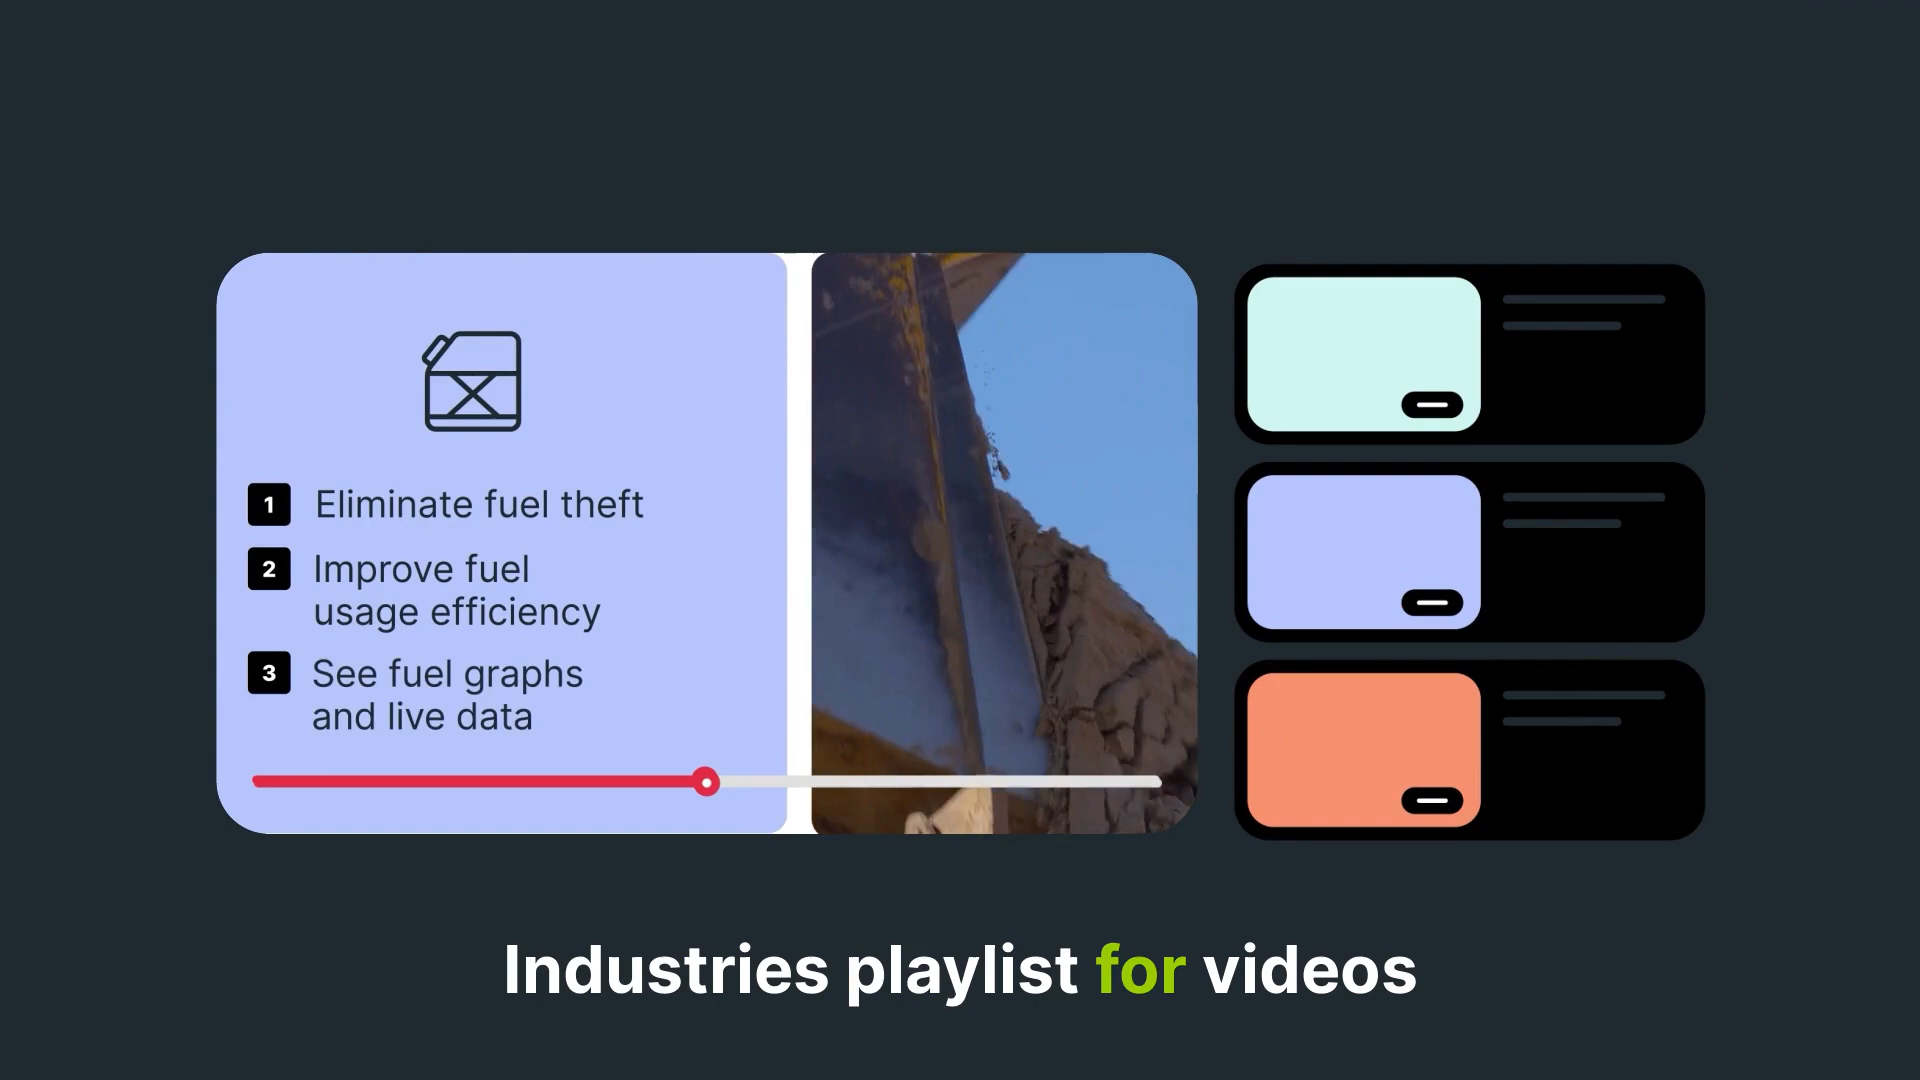 1 Eliminate fuel theft
2 Improve fuel
usage efficiency
3 See fuel graphs
and live data
Industries playlist for videos